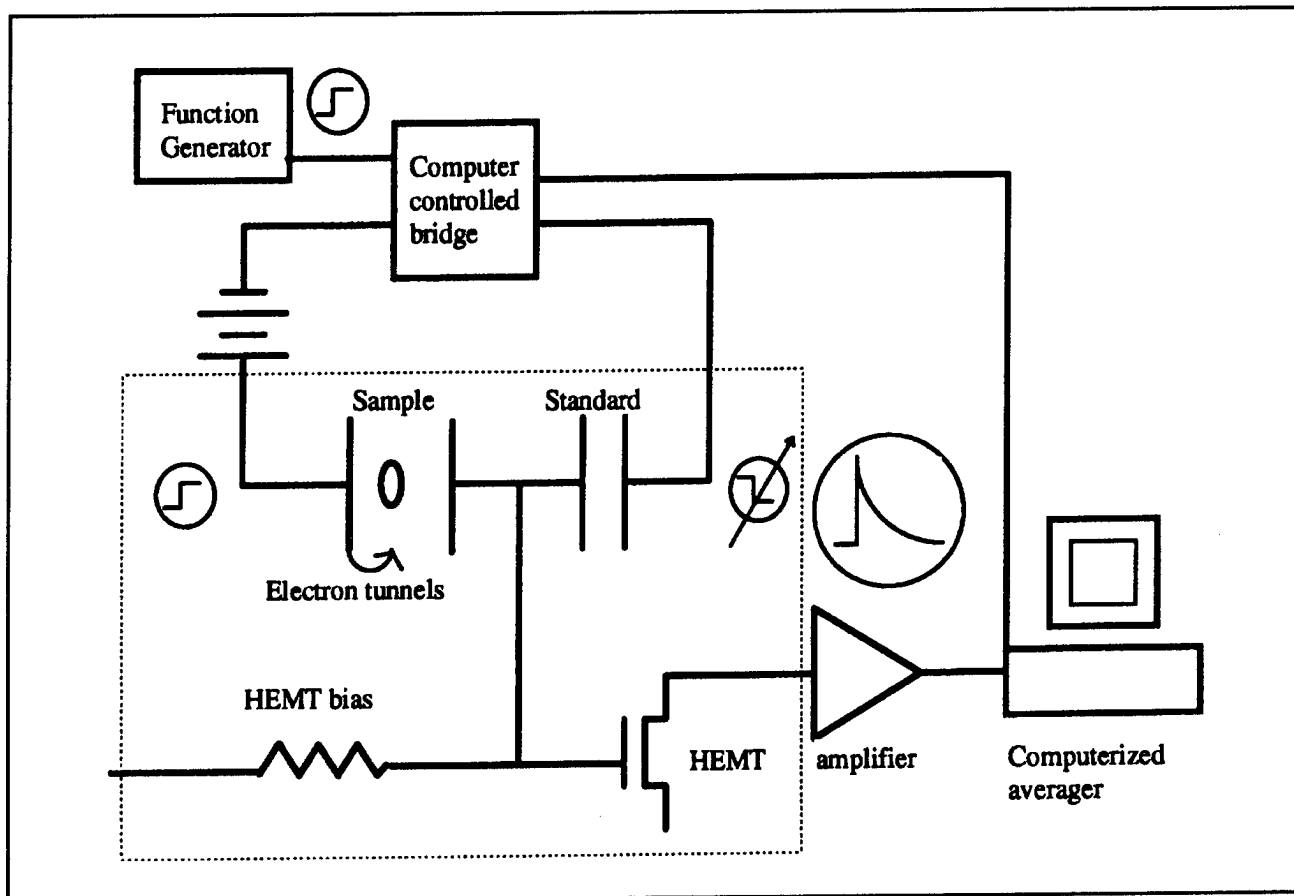 Function
Generator
Computer
controlled
bridge
Sample
Standard
Electron tunnels
HEMT bias
HEMT
amplifier
Computerized
averager